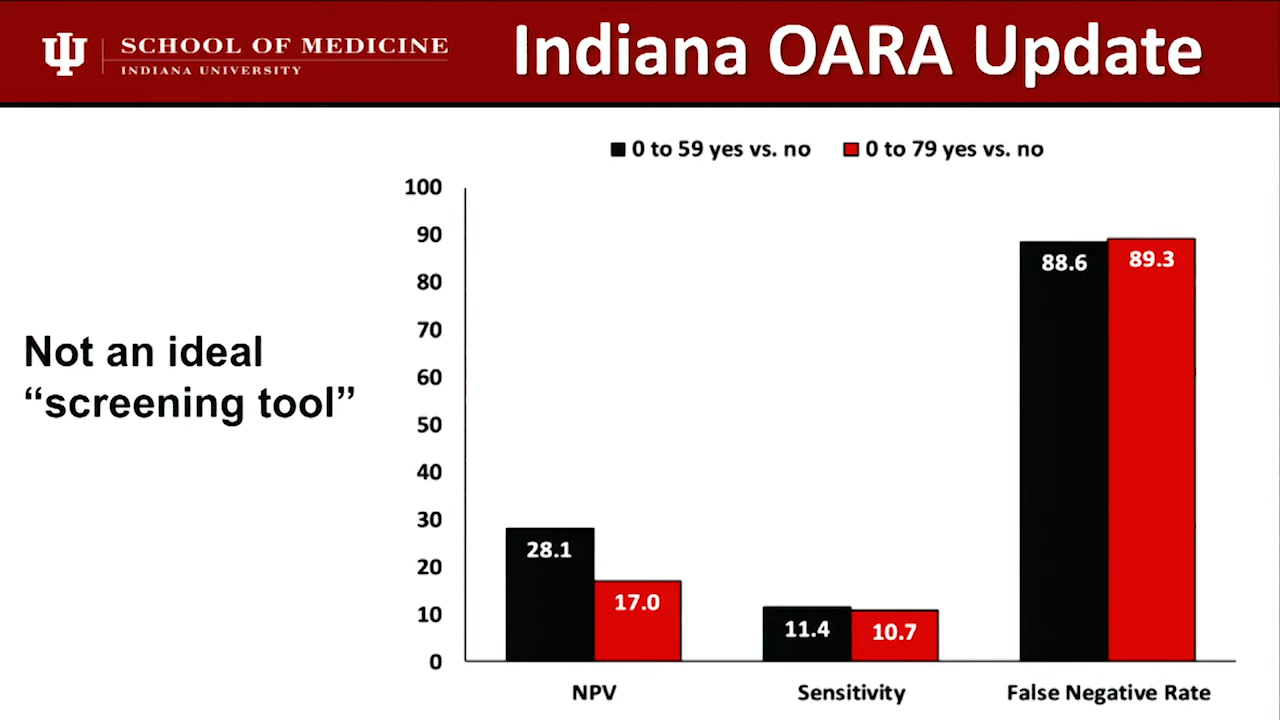 SCHOOL OF MEDICINE
INDIANA UNIVERSITY
Indiana OARA Update
Not an ideal
“screening tool”
0 to 59 yes vs. no
0 to 79 yes vs. no
100
90
80
70
60
50
40
30
20
10
0
28.1
17.0
11.4
10.7
88.6
89.3
NPV
Sensitivity
False Negative Rate